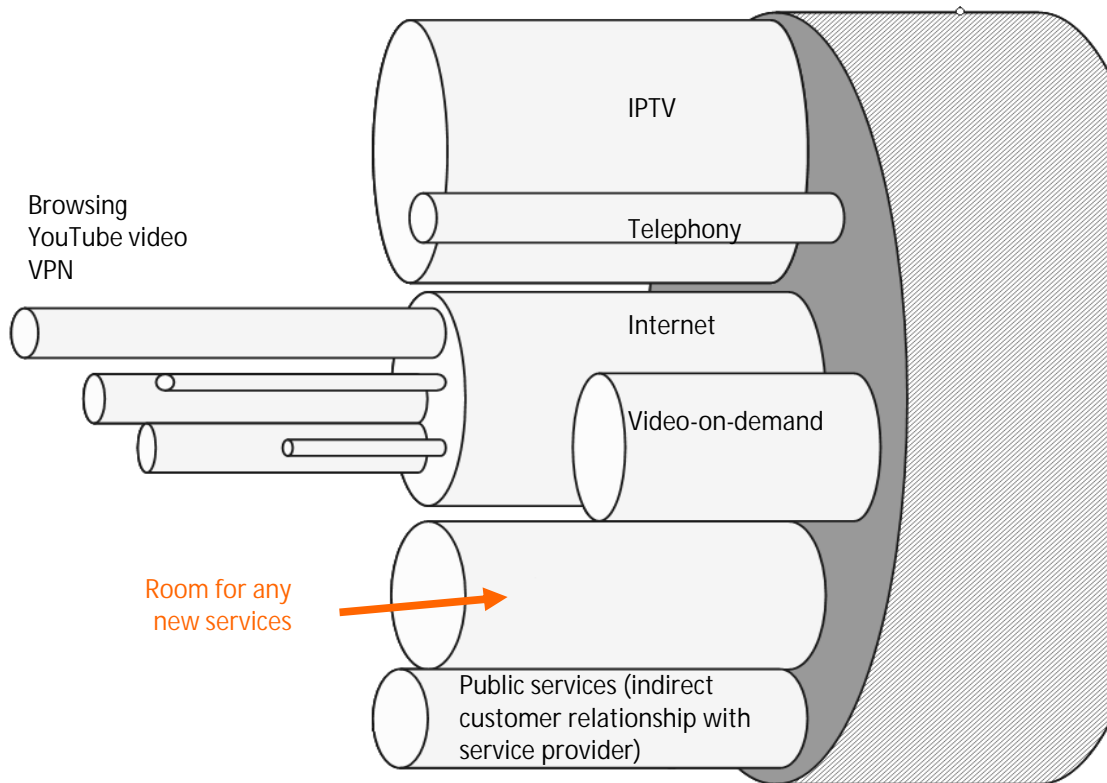 IPTV
Telephony
Browsing
YouTube video
VPN
Internet
Video-on-demand
Room for any
new services
Public services (indirect
customer relationship with
service provider)